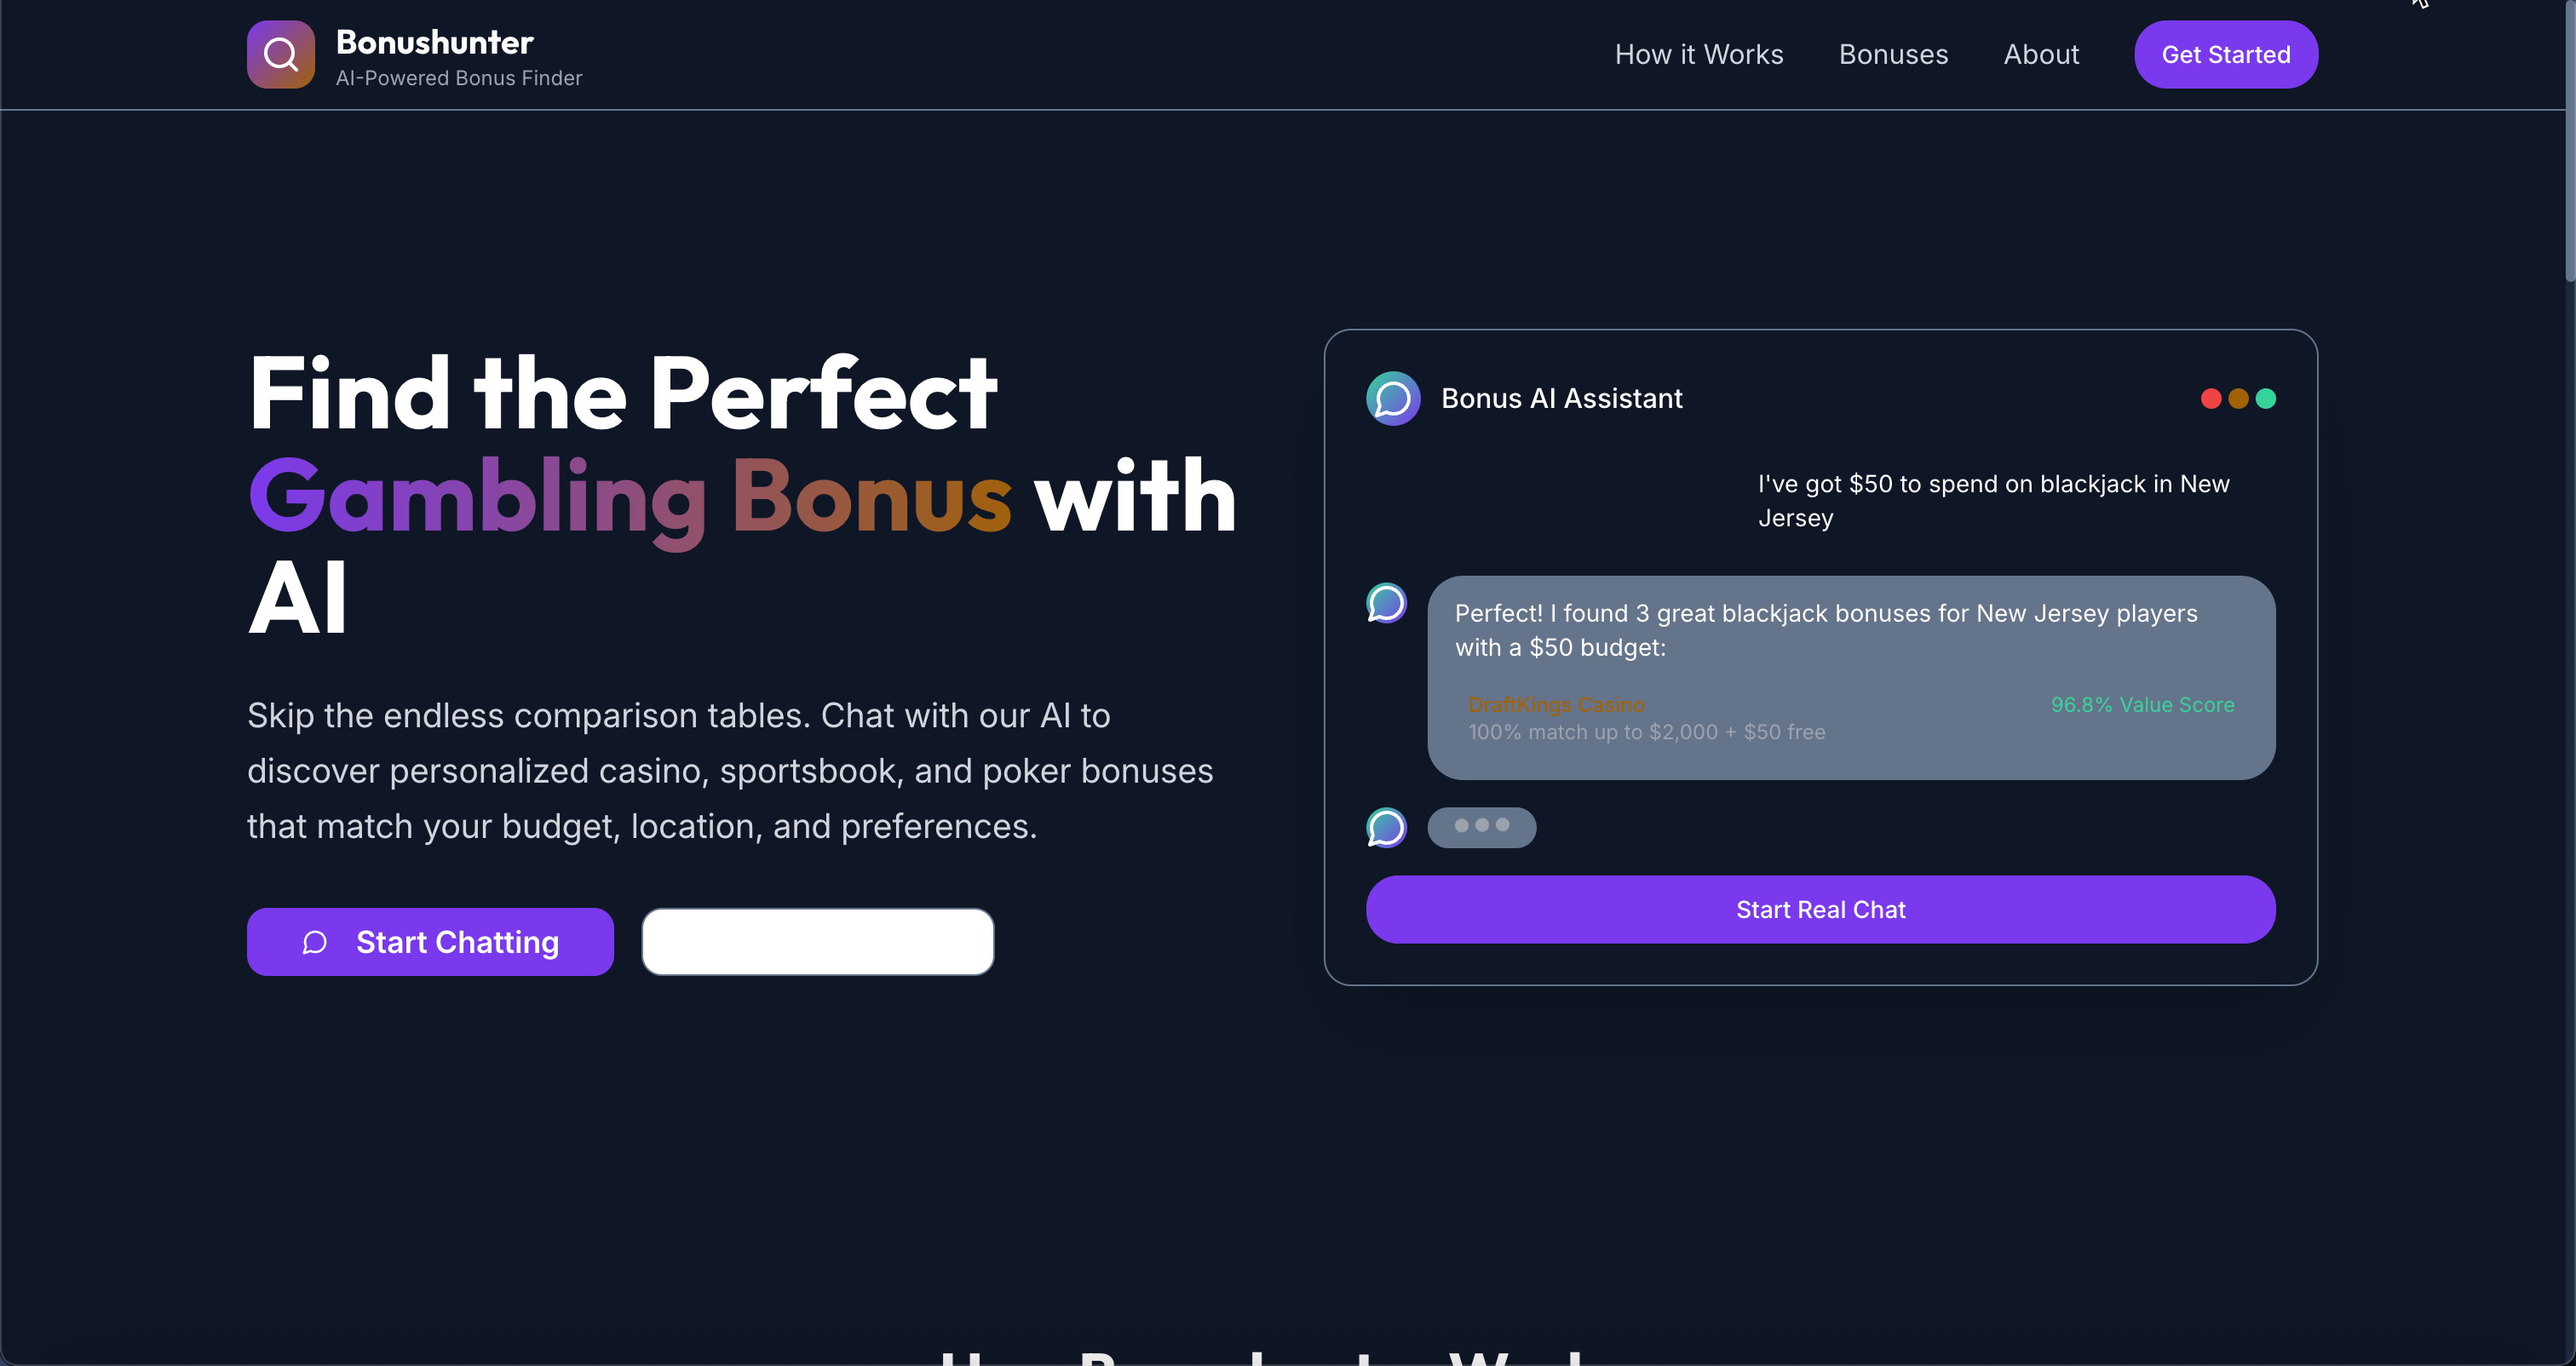 Bonushunter
AI-Powered Bonus Finder
How it Works
Bonuses
About
Get Started
Find the Perfect
Gambling Bonus with
AI
Skip the endless comparison tables. Chat with our AI to
discover personalized casino, sportsbook, and poker bonuses
that match your budget, location, and preferences.
Start Chatting
Bonus AI Assistant
I've got $50 to spend on blackjack in New
Jersey
Perfect! I found 3 great blackjack bonuses for New Jersey players
with a $50 budget:
DraftKings Casino
96.8% Value Score
100% match up to $2,000 + $50 free
Start Real Chat